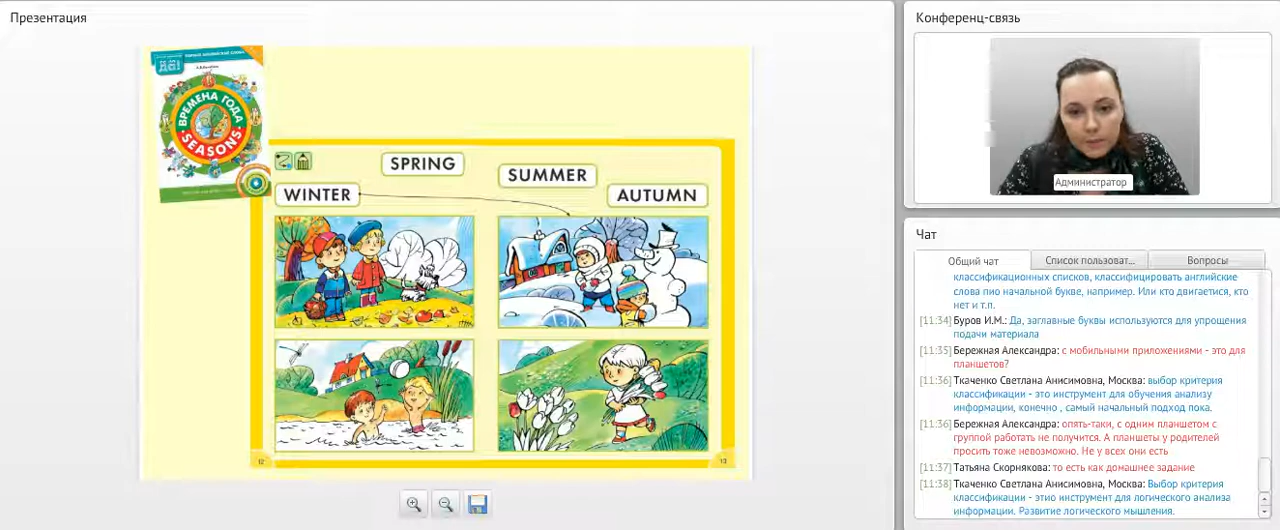 Презентация
ДА!
ВРЕМЕНА ГОДА
SEASONS
SPRING
SUMMER
WINTER
AUTUMN
12
13
Конференц-связь
Администратор
Чат
Общий чат
Список пользоват...
Вопросы
классификационных списков, классифицировать английские
слова пио начальной букве, например. Или кто двигаетися, кто
нет и т.п.
[11:34] Буров И.М.: Да, заглавные буквы используются для упрощения
подачи материала
[11:35] Бережная Александра: с мобильными приложениями - это для
планшетов?
[11:36] Ткаченко Светлана Анисимовна, Москва: выбор критерия
классификации - это инструмент для обучения анализу
информации, конечно , самый начальный подход пока.
[11:36] Бережная Александра: опять-таки, с одним планшетом с
группой работать не получится. А планшеты у родителей
просить тоже невозможно. Не у всех они есть
[11:37] Татьяна Скорнякова: то есть как домашнее задание
[11:38] Ткаченко Светлана Анисимовна, Москва: Выбор критерия
классификации - этио инструмент для логического анализа
информации. Развитие логического мышления.